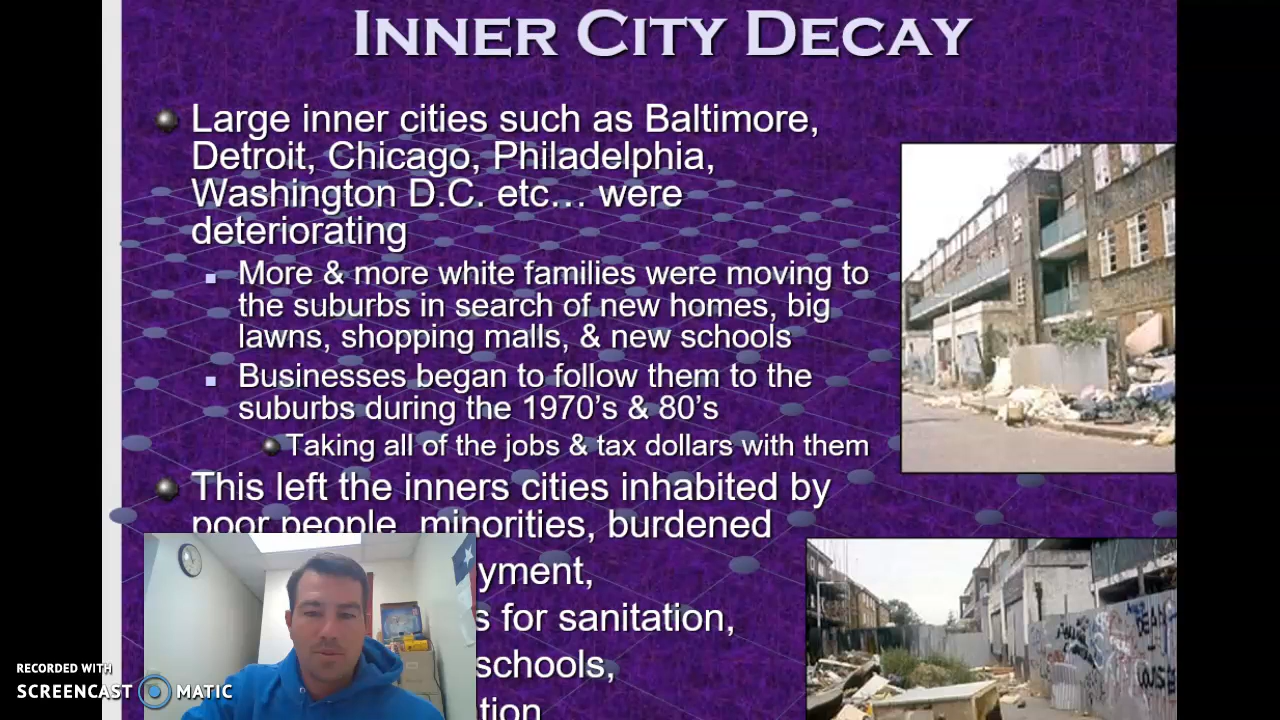 INNER CITY DECAY
Large inner cities such as Baltimore,
Detroit, Chicago, Philadelphia,
Washington D.C. etc… were
deteriorating
More & more white families were moving to
the suburbs in search of new homes, big
lawns, shopping malls, & new schools
Businesses began to follow them to the
suburbs during the 1970's & 80's
Taking all of the jobs & tax dollars with them
This left the inners cities inhabited by
poor people, minorities, burdened
yment,
s for sanitation,
schools,
tion
RECORDED WITH
SCREENCAST MATIC